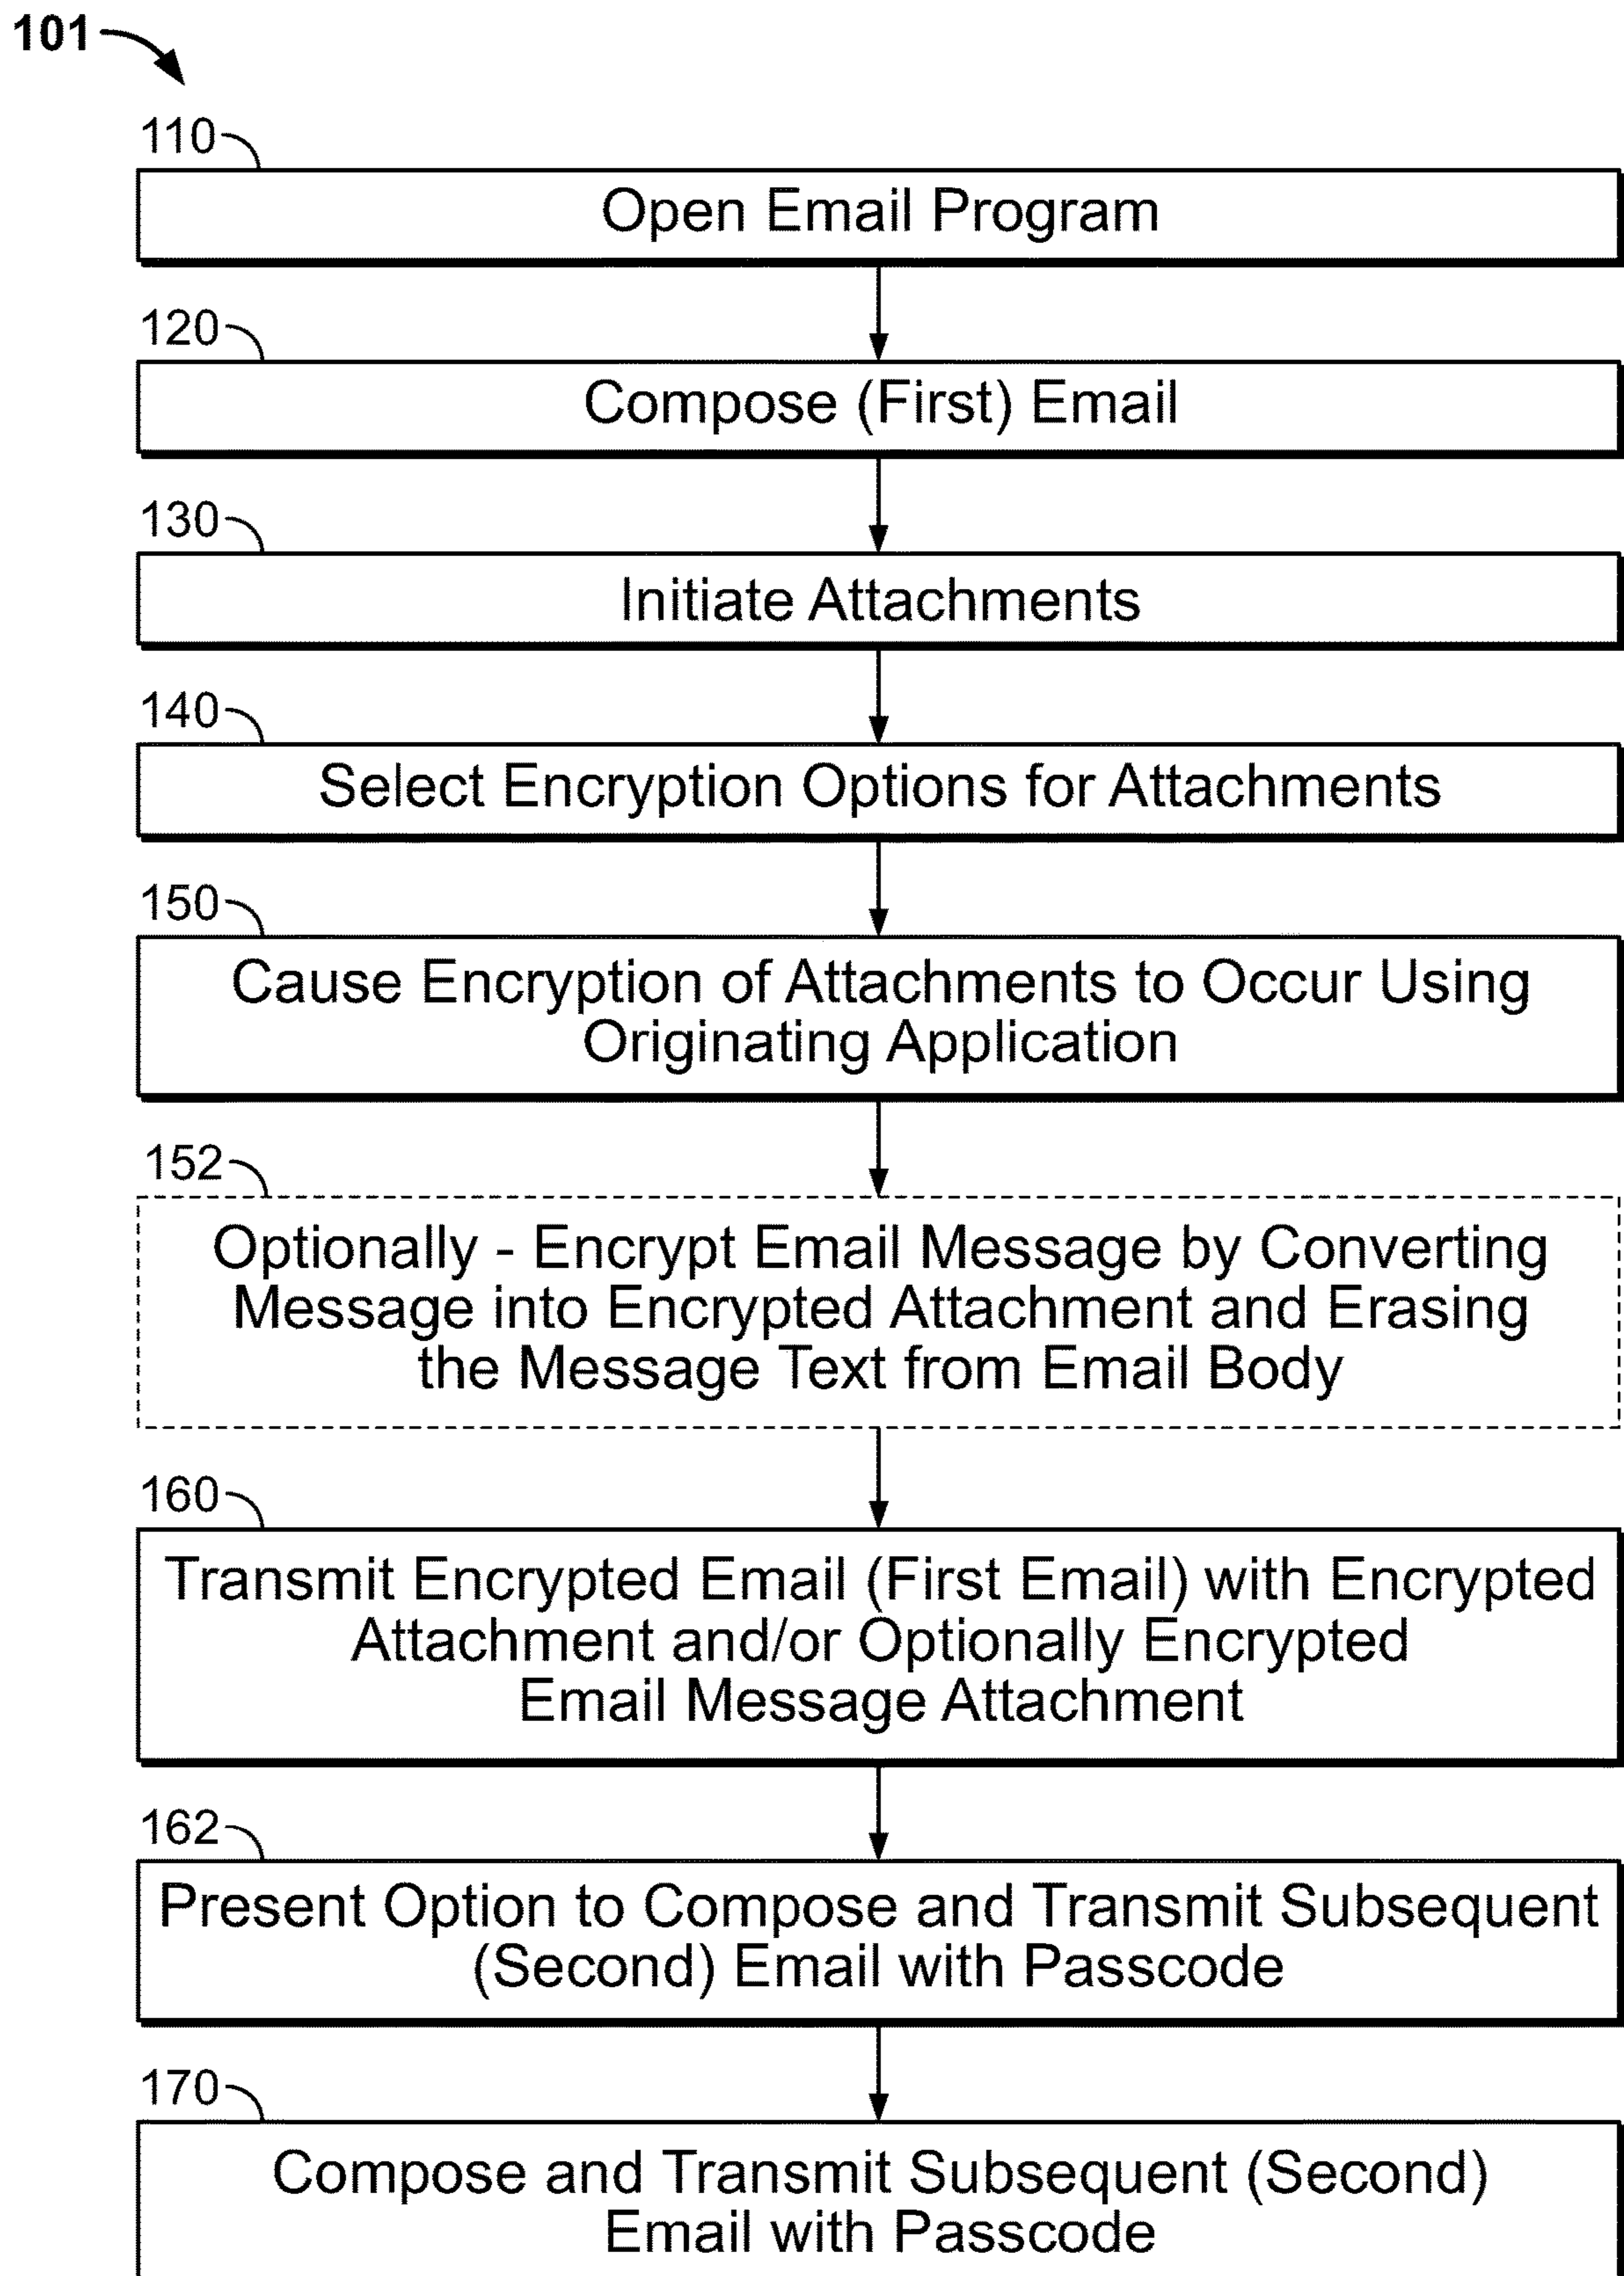 101
110
Open Email Program
120
Compose (First) Email
130
Initiate Attachments
140
Select Encryption Options for Attachments
150
Cause Encryption of Attachments to Occur Using
Originating Application
152
Optionally - Encrypt Email Message by Converting
Message into Encrypted Attachment and Erasing
the Message Text from Email Body
160
Transmit Encrypted Email (First Email) with Encrypted
Attachment and/or Optionally Encrypted
Email Message Attachment
162
Present Option to Compose and Transmit Subsequent
(Second) Email with Passcode
170
Compose and Transmit Subsequent (Second)
Email with Passcode